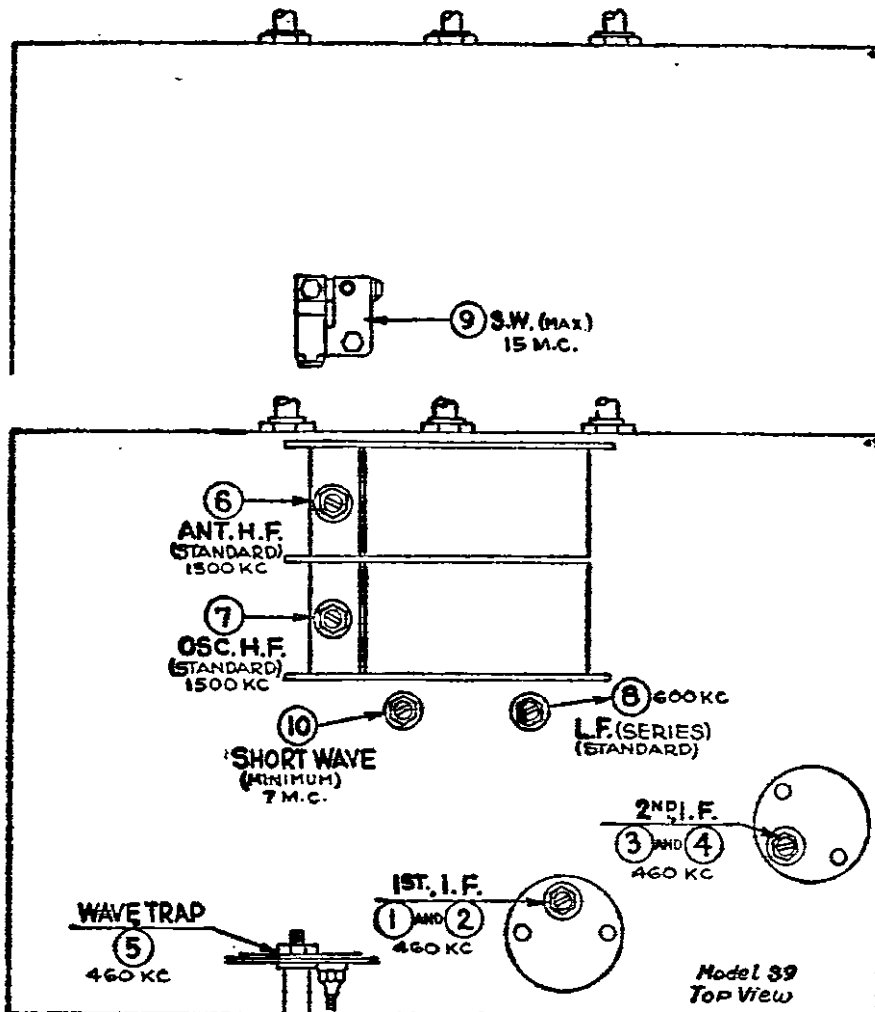 9 S.W. (MAX.)
15 M.C.
6
ANT. H.F.
(STANDARD)
1500 KC
7
OSC. H.F.
(STANDARD)
1500 KC
10
SHORT WAVE
(MINIMUM)
7 M.C.
8 600 KC
L.F. (SERIES)
(STANDARD)
2ND. I.F.
3 AND 4
460 KC
1ST. I.F.
1 AND 2
460 KC
WAVE TRAP
5
460 KC
Model 39
Top View